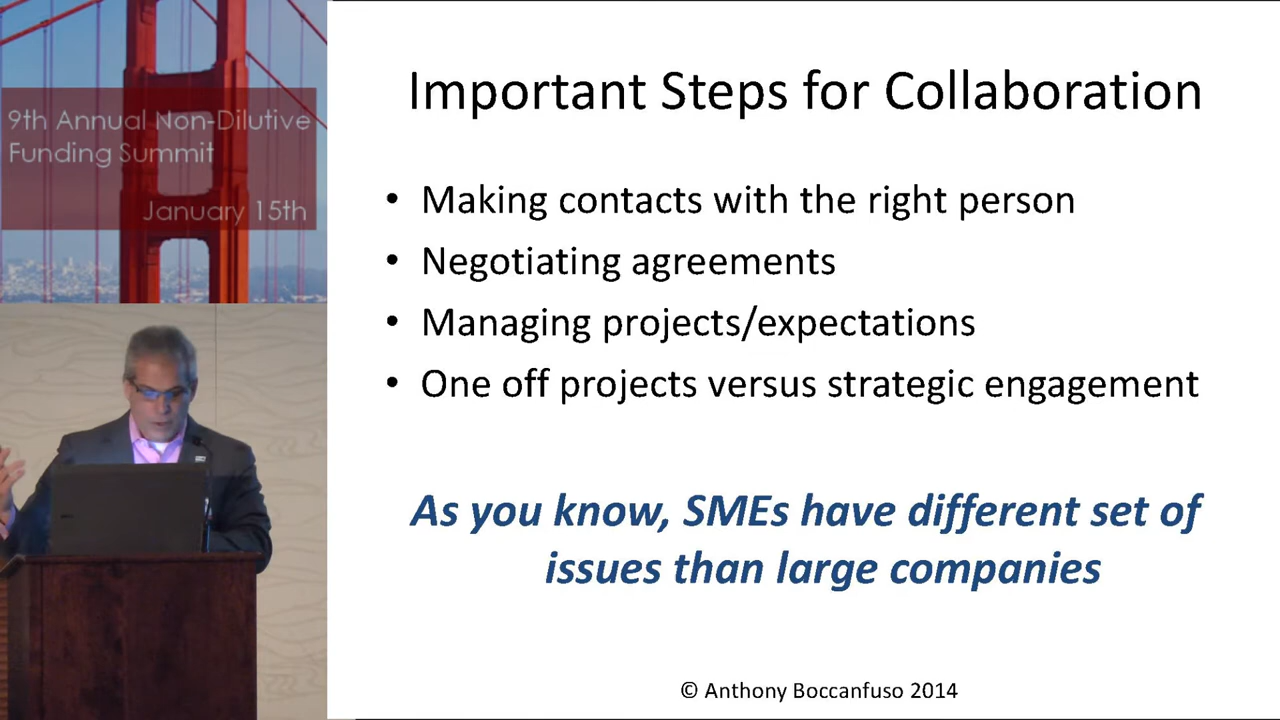 9th Annual Non-Dilutive
Funding Summit
January 15th
Important Steps for Collaboration
• Making contacts with the right person
• Negotiating agreements
• Managing projects/expectations
• One off projects versus strategic engagement
As you know, SMEs have different set of
issues than large companies
© Anthony Boccanfuso 2014